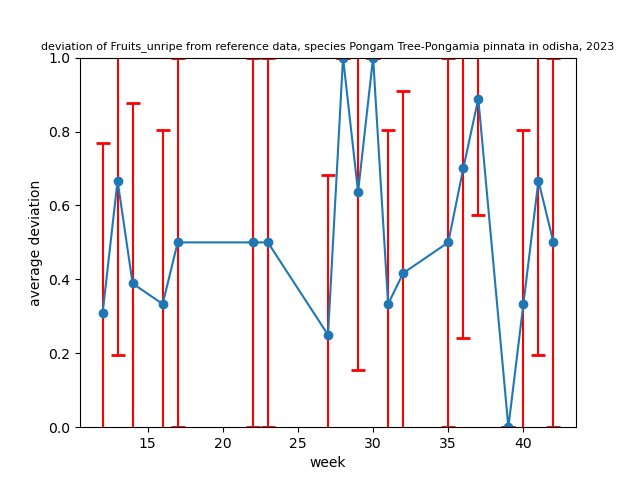 deviation of Fruits_unripe from reference data, species Pongam Tree-Pongamia pinnata in odisha, 2023
1.0
0.8
0.6
0.4
0.2
0.0
average deviation
15 20 25 30 35 40
week